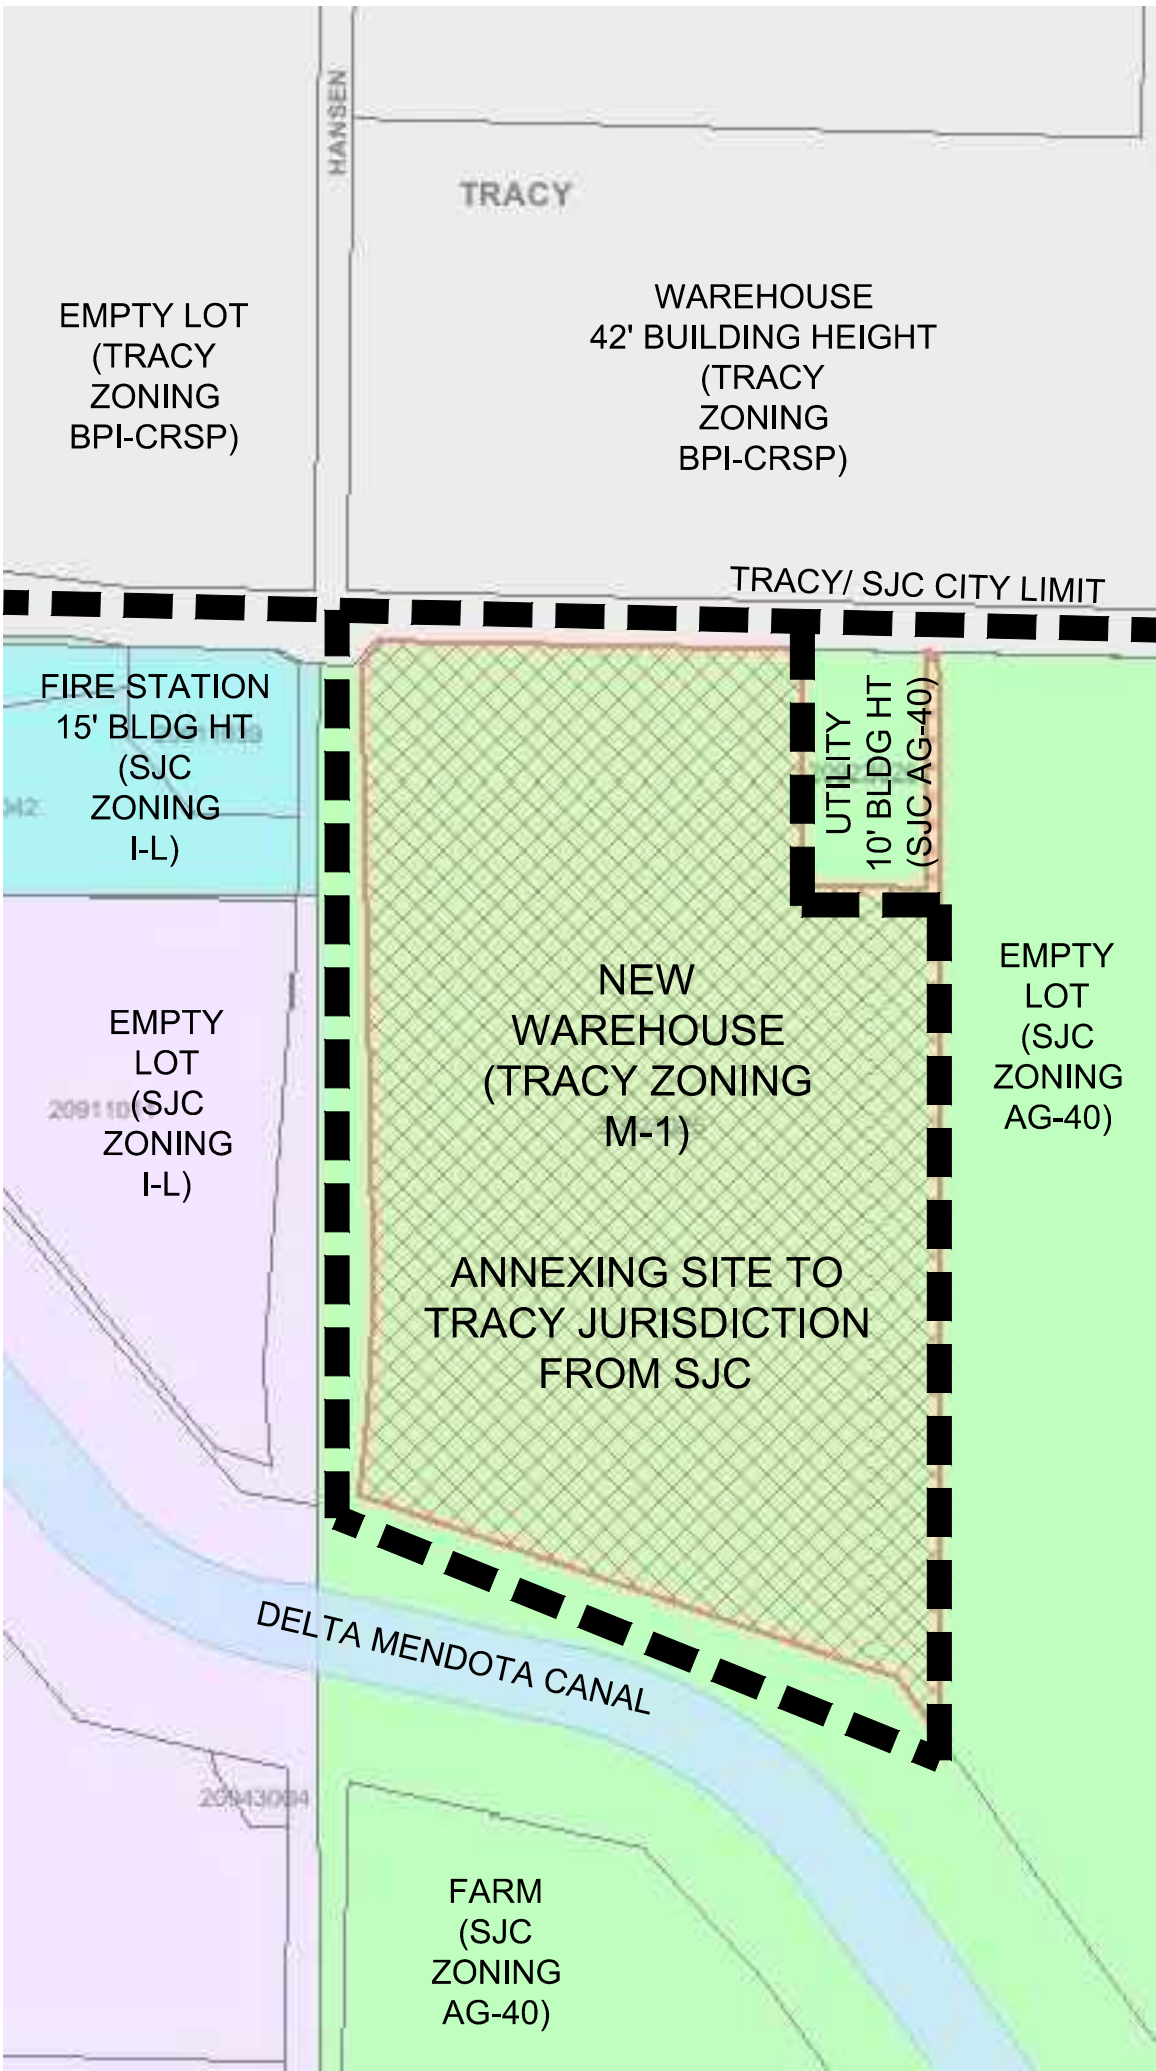 HANSEN
TRACY
EMPTY LOT
(TRACY
ZONING
BPI-CRSP)
WAREHOUSE
42' BUILDING HEIGHT
(TRACY
ZONING
BPI-CRSP)
TRACY/ SJC CITY LIMIT
FIRE STATION
15' BLDG HT
(SJC
ZONING
I-L)
042
UTILITY
10' BLDG HT
(SJC AG-40)
EMPTY
LOT
(SJC
ZONING
AG-40)
NEW
WAREHOUSE
(TRACY ZONING
M-1)
EMPTY
LOT
(SJC
ZONING
I-L)
ANNEXING SITE TO
TRACY JURISDICTION
FROM SJC
DELTA MENDOTA CANAL
FARM
(SJC
ZONING
AG-40)